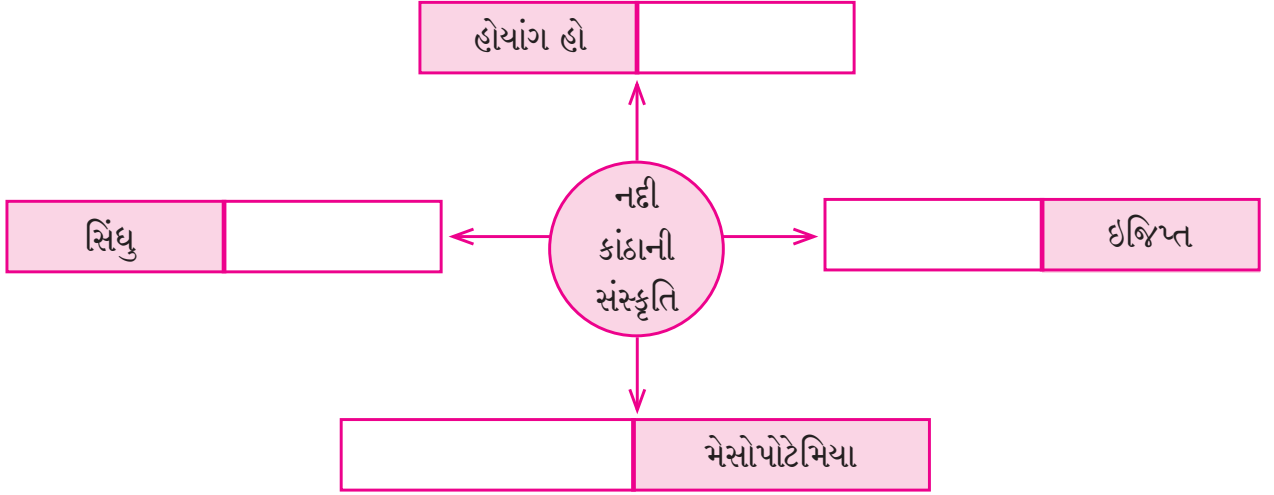 હોયાંગ હો
નદી
કાંઠાની
સંસ્કૃતિ
સિંધુ
ઇજિપ્ત
મેસોપોટેમિયા